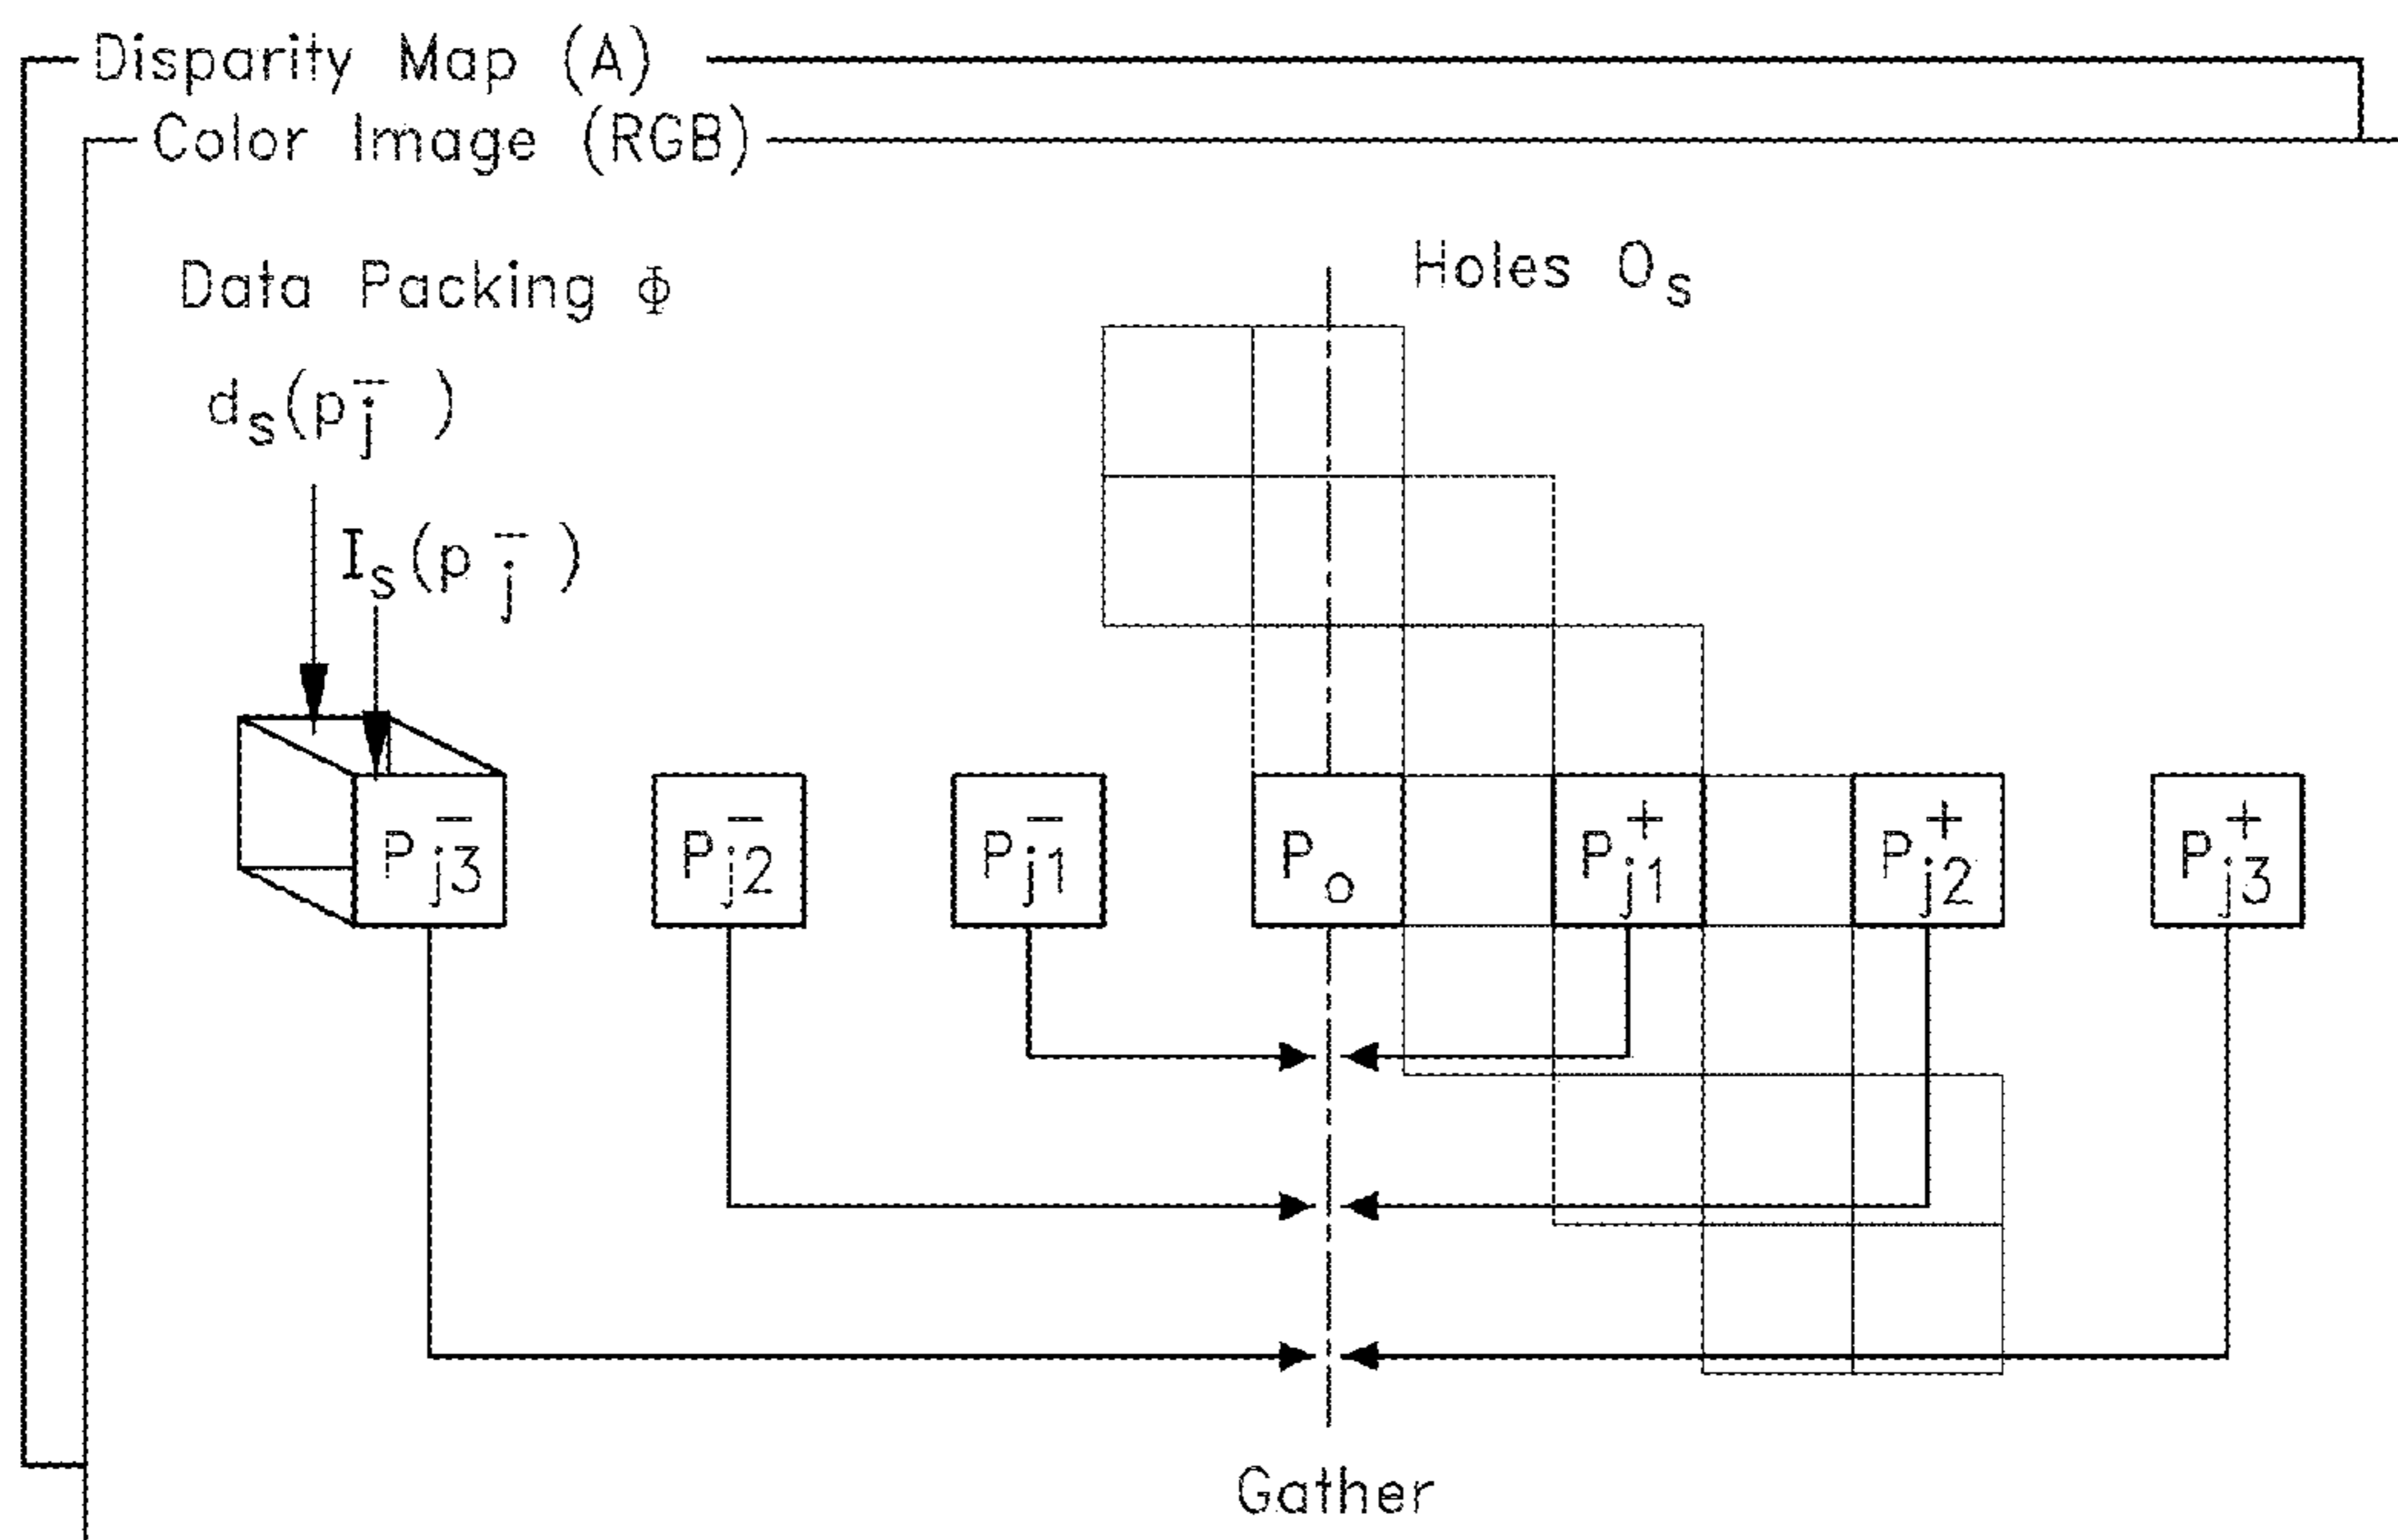 Disparity Map (A)
Color Image (RGB)
Data Packing Φ
Holes O_s
d_s(p_j^-)
I_s(p_j^-)
P_j3^- P_j2^- P_j1^- P_o P_j1^+ P_j2^+ P_j3^+
Gather